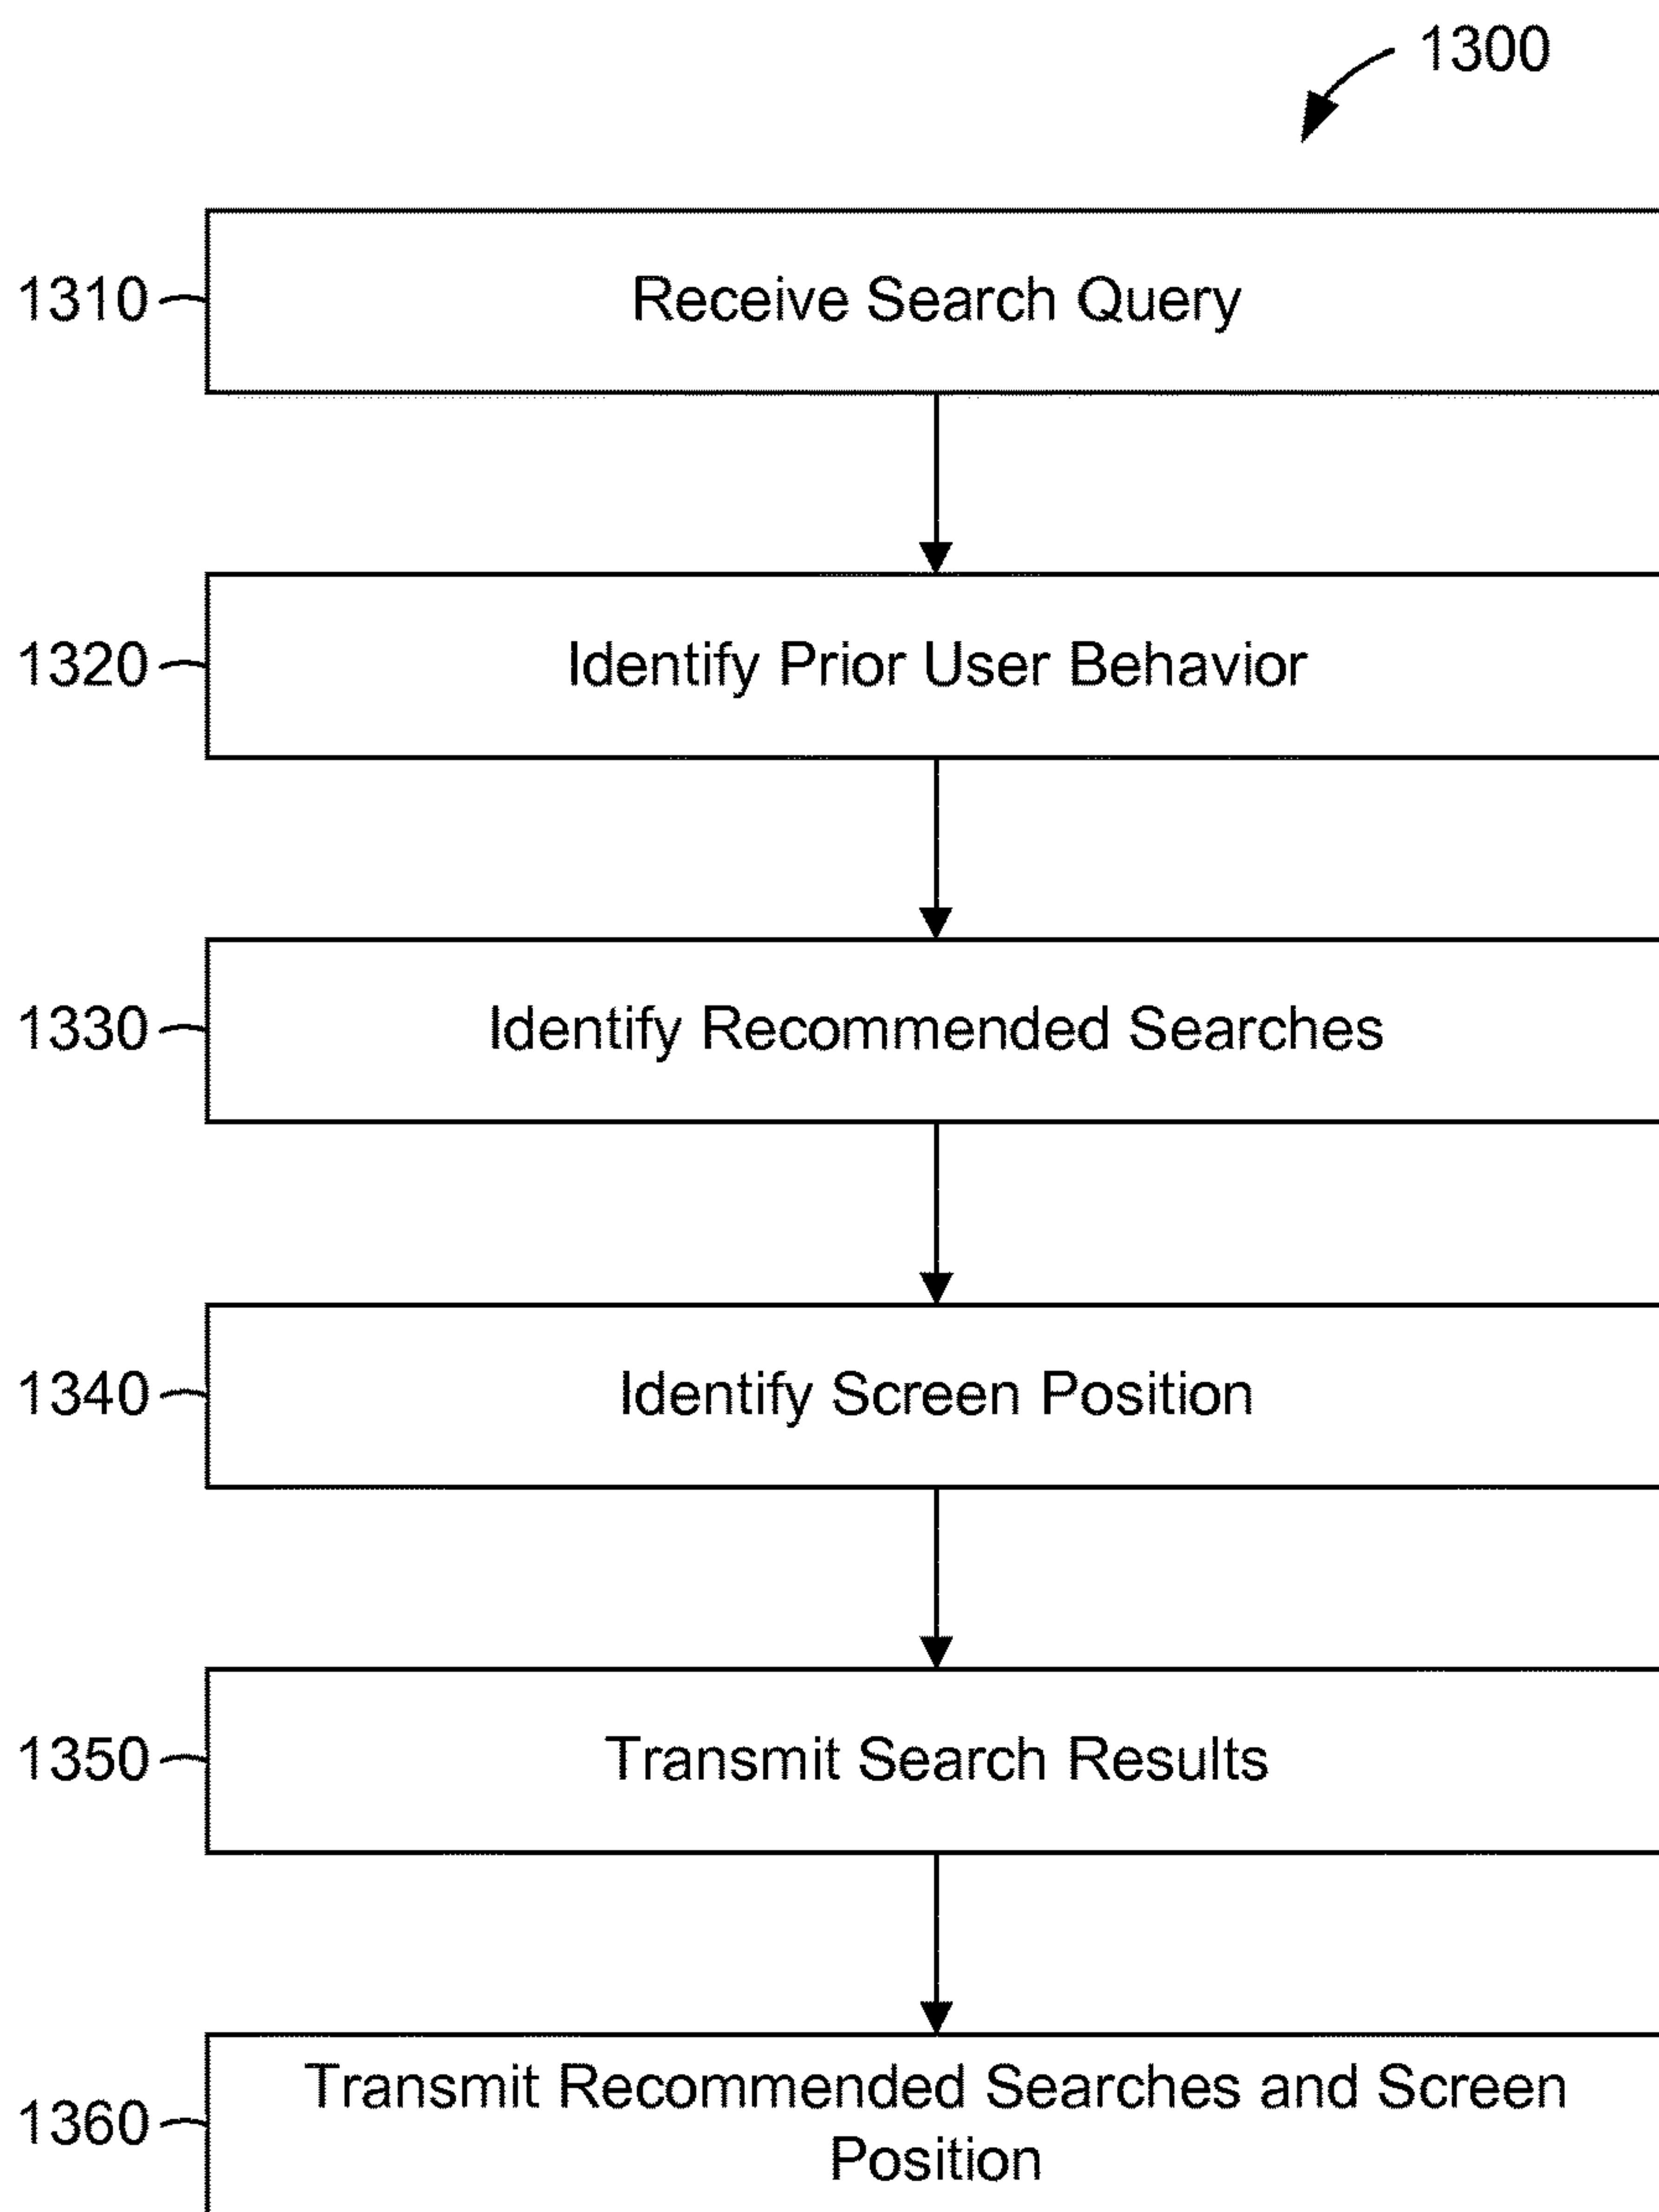 1300
1310
Receive Search Query
1320
Identify Prior User Behavior
1330
Identify Recommended Searches
1340
Identify Screen Position
1350
Transmit Search Results
1360
Transmit Recommended Searches and Screen
Position